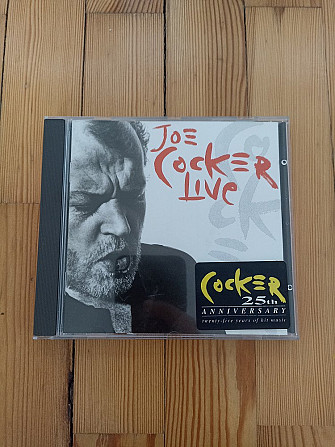 JOE
COCKER
LIVE
COCKER
25th
ANNIVERSARY
twenty-five years of hit music